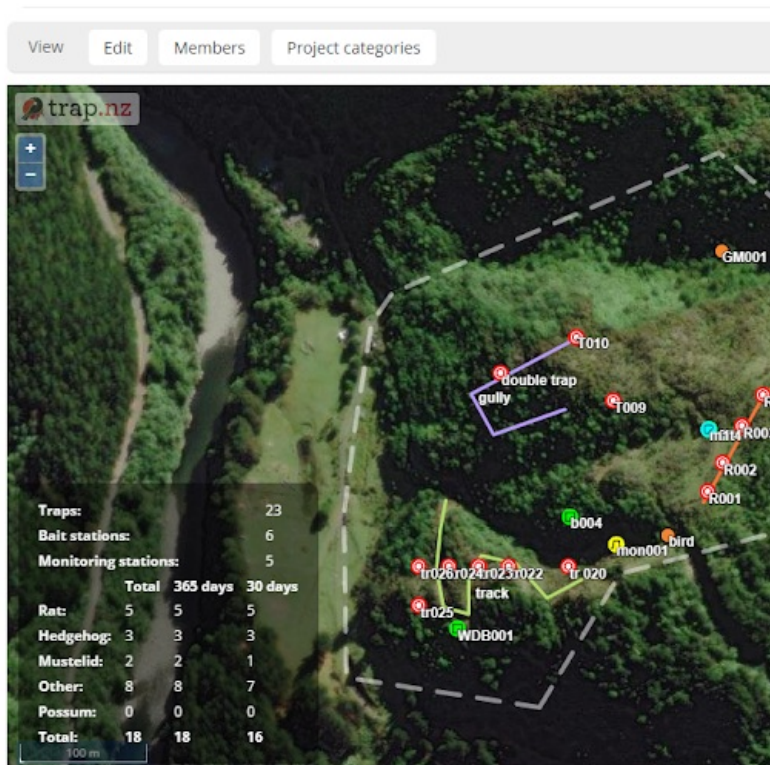 View Edit Members Project categories
trap.nz
+
−
GM001
T010
double trap
gully
T009
mat4 R003
R002
R001
b004
mon001 bird
tr026 tr024 tr023 tr022 tr 020
track
tr025
WDB001
Traps: 23
Bait stations: 6
Monitoring stations: 5
Total 365 days 30 days
Rat: 5 5 5
Hedgehog: 3 3 3
Mustelid: 2 2 1
Other: 8 8 7
Possum: 0 0 0
Total: 18 18 16
100 m